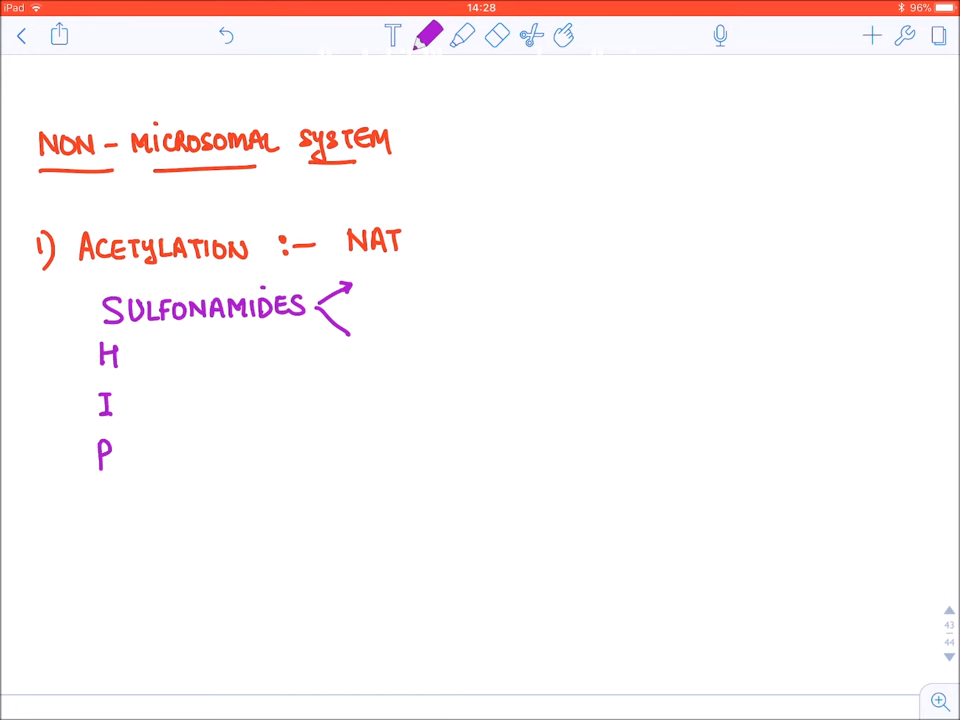 iPad 14:28 96%
T
NON - MICROSOMAL SYSTEM
1) ACETYLATION :- NAT
SULFONAMIDES
H
I
P
43
44